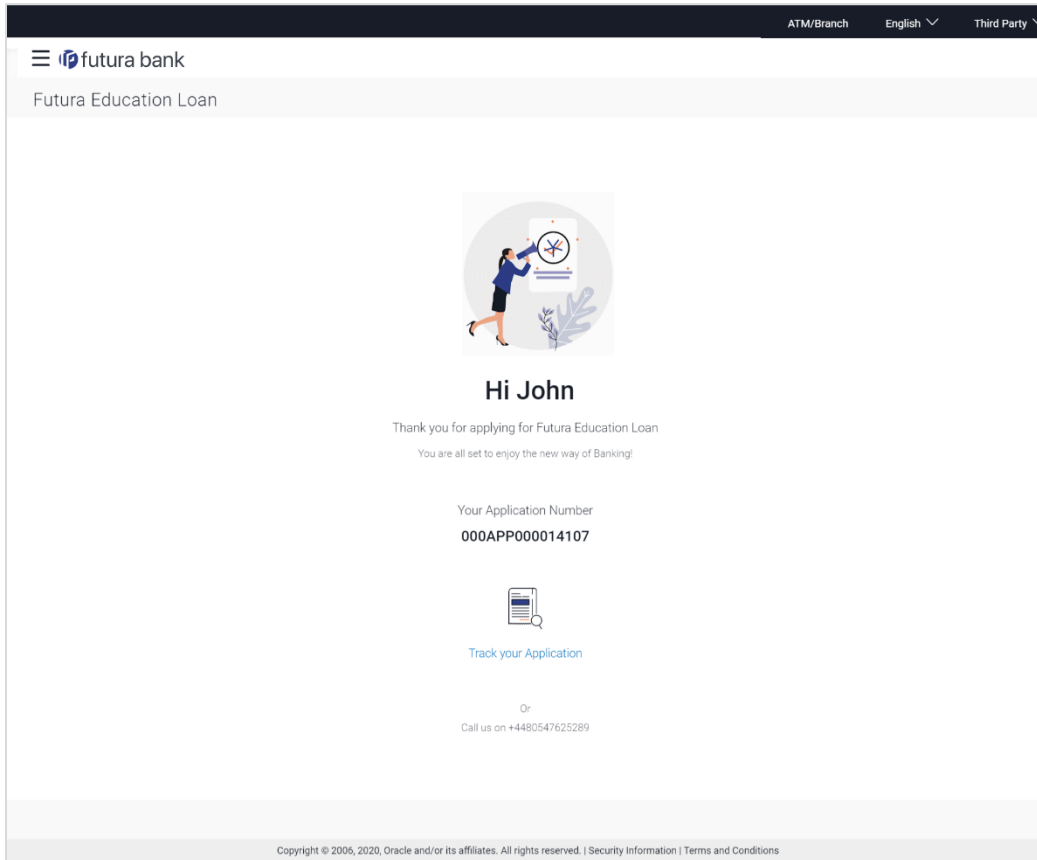 ATM/Branch English Third Party
futura bank
Futura Education Loan
Hi John
Thank you for applying for Futura Education Loan
You are all set to enjoy the new way of Banking!
Your Application Number
000APP000014107
Track your Application
Or
Call us on +4480547625289
Copyright © 2006, 2020, Oracle and/or its affiliates. All rights reserved. | Security Information | Terms and Conditions